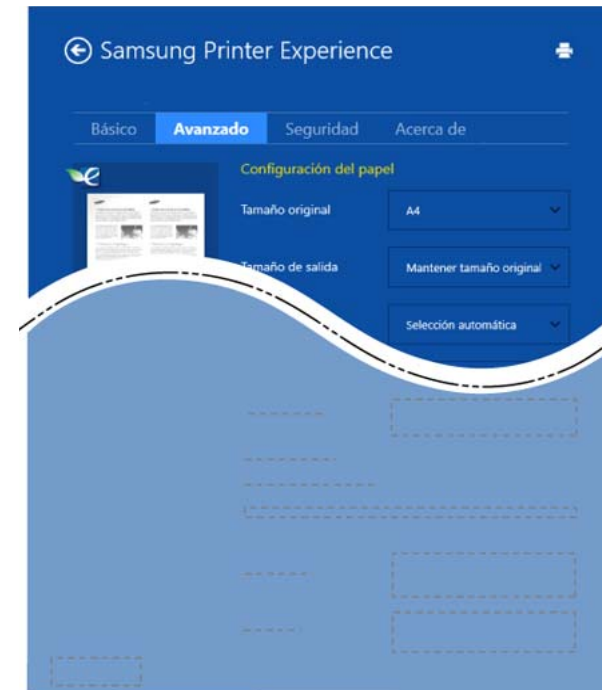 Samsung Printer Experience
Básico Avanzado Seguridad Acerca de
Configuración del papel
Tamaño original A4
Tamaño de salida Mantener tamaño original
Selección automática